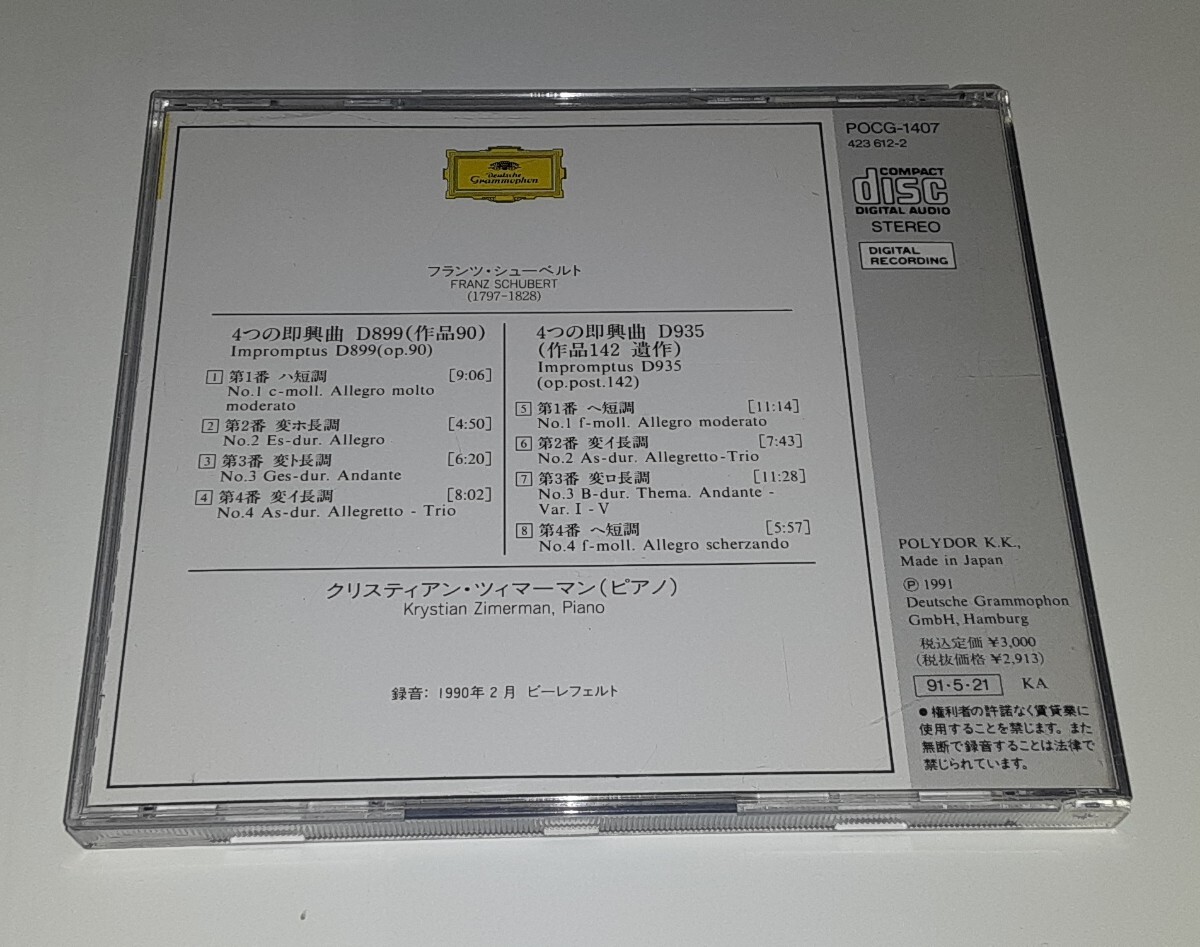 Deutsche
Grammophon
フランツ・シューベルト
FRANZ SCHUBERT
(1797-1828)
4つの即興曲 D899(作品90)
Impromptus D899(op.90)
1 第1番 ハ短調 [9:06]
No.1 c-moll. Allegro molto
moderato
2 第2番 変ホ長調 [4:50]
No.2 Es-dur. Allegro
3 第3番 変ト長調 [6:20]
No.3 Ges-dur. Andante
4 第4番 変イ長調 [8:02]
No.4 As-dur. Allegretto - Trio
4つの即興曲 D935
(作品142 遺作)
Impromptus D935
(op.post.142)
5 第1番 ヘ短調 [11:14]
No.1 f-moll. Allegro moderato
6 第2番 変イ長調 [7:43]
No.2 As-dur. Allegretto-Trio
7 第3番 変ロ長調 [11:28]
No.3 B-dur. Thema. Andante -
Var. I - V
8 第4番 ヘ短調 [5:57]
No.4 f-moll. Allegro scherzando
クリスティアン・ツィマーマン(ピアノ)
Krystian Zimerman, Piano
録音: 1990年2月 ビーレフェルト
POCG-1407
423 612-2
COMPACT
disc
DIGITAL AUDIO
STEREO
DIGITAL
RECORDING
POLYDOR K.K.,
Made in Japan
Ⓟ 1991
Deutsche Grammophon
GmbH, Hamburg
税込定価 ¥3,000
(税抜価格 ¥2,913)
91・5・21 KA
●権利者の許諾なく賃貸業に
使用することを禁じます。また
無断で録音することは法律で
禁じられています。